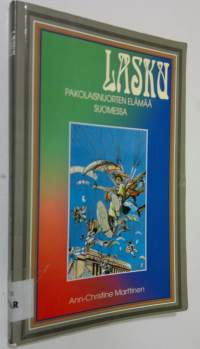 LASKU
PAKOLAISNUORTEN ELÄMÄÄ
SUOMESSA
Ann-Christine Marttinen